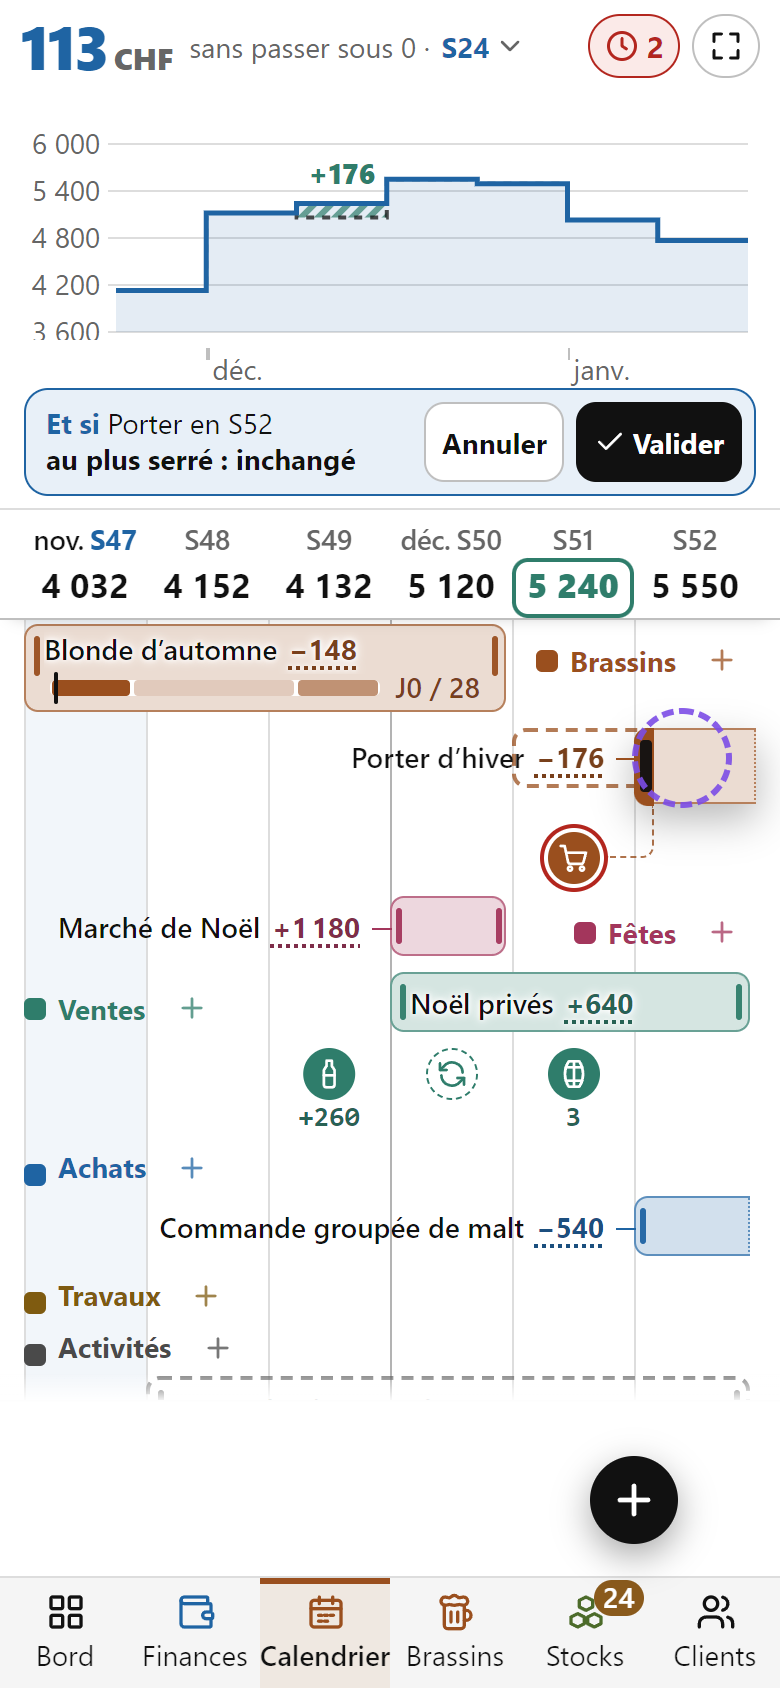 113 CHF sans passer sous 0 · S24
2
6 000
5 400
4 800
4 200
3 600
+176
déc.
janv.
Et si Porter en S52
au plus serré : inchangé
Annuler
Valider
nov. S47 S48 S49 déc. S50 S51 S52
4 032 4 152 4 132 5 120 5 240 5 550
Blonde d’automne −148
J0 / 28
Brassins +
Porter d’hiver −176
Marché de Noël +1 180
Fêtes +
Ventes +
Noël privés +640
+260
3
Achats +
Commande groupée de malt −540
Travaux +
Activités +
+
24
Bord Finances Calendrier Brassins Stocks Clients